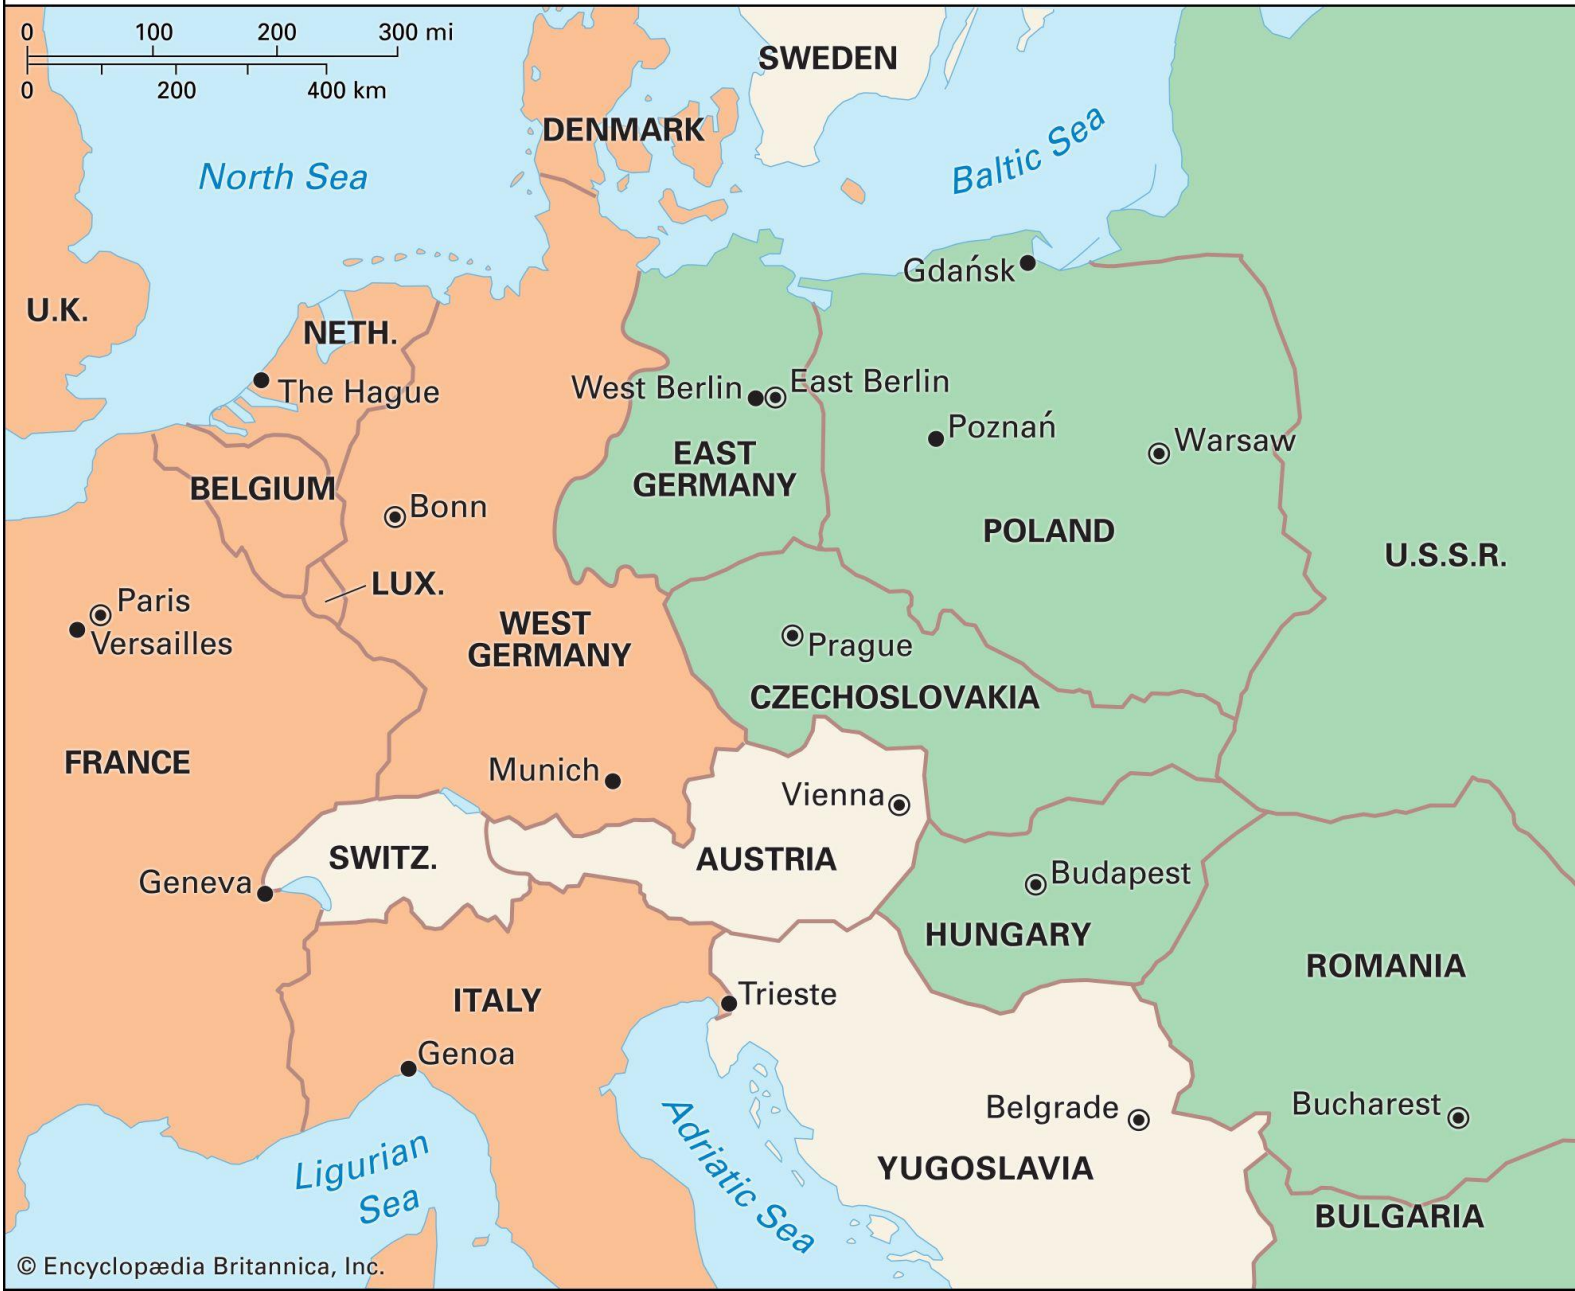 0 100 200 300 mi
0 200 400 km
SWEDEN
DENMARK
Baltic Sea
North Sea
Gdańsk
U.K.
NETH.
The Hague
West Berlin
East Berlin
Poznań
Warsaw
EAST
GERMANY
BELGIUM
Bonn
POLAND
U.S.S.R.
LUX.
Paris
Versailles
WEST
GERMANY
Prague
CZECHOSLOVAKIA
FRANCE
Munich
Vienna
SWITZ.
AUSTRIA
Geneva
Budapest
HUNGARY
ROMANIA
ITALY
Trieste
Genoa
Belgrade
Bucharest
Ligurian
Sea
Adriatic Sea
YUGOSLAVIA
BULGARIA
© Encyclopædia Britannica, Inc.